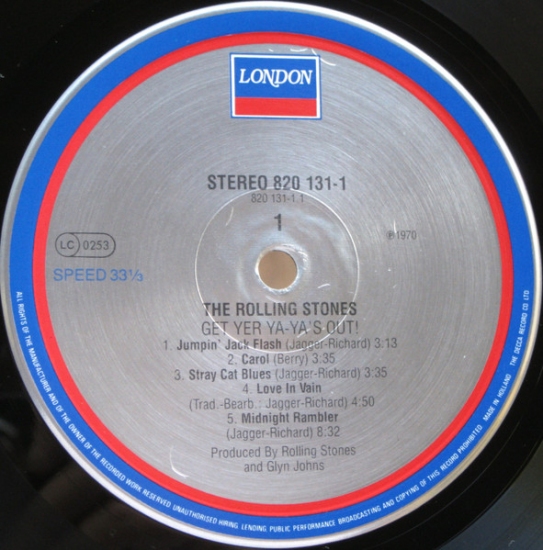 LONDON
STEREO 820 131-1
820 131-1.1
1
LC 0253
℗1970
SPEED 33⅓
THE ROLLING STONES
GET YER YA-YA'S OUT!
1. Jumpin' Jack Flash (Jagger-Richard) 3:13
2. Carol (Berry) 3:35
3. Stray Cat Blues (Jagger-Richard) 3:35
4. Love In Vain
(Trad.-Bearb.: Jagger-Richard) 4:50
5. Midnight Rambler
(Jagger-Richard) 8:32
Produced By Rolling Stones
and Glyn Johns
ALL RIGHTS OF THE MANUFACTURER AND OF THE OWNER OF THE RECORDED WORK RESERVED UNAUTHORISED HIRING LENDING PUBLIC PERFORMANCE BROADCASTING AND COPYING OF THIS RECORD PROHIBITED MADE IN HOLLAND THE DECCA RECORD CO LTD